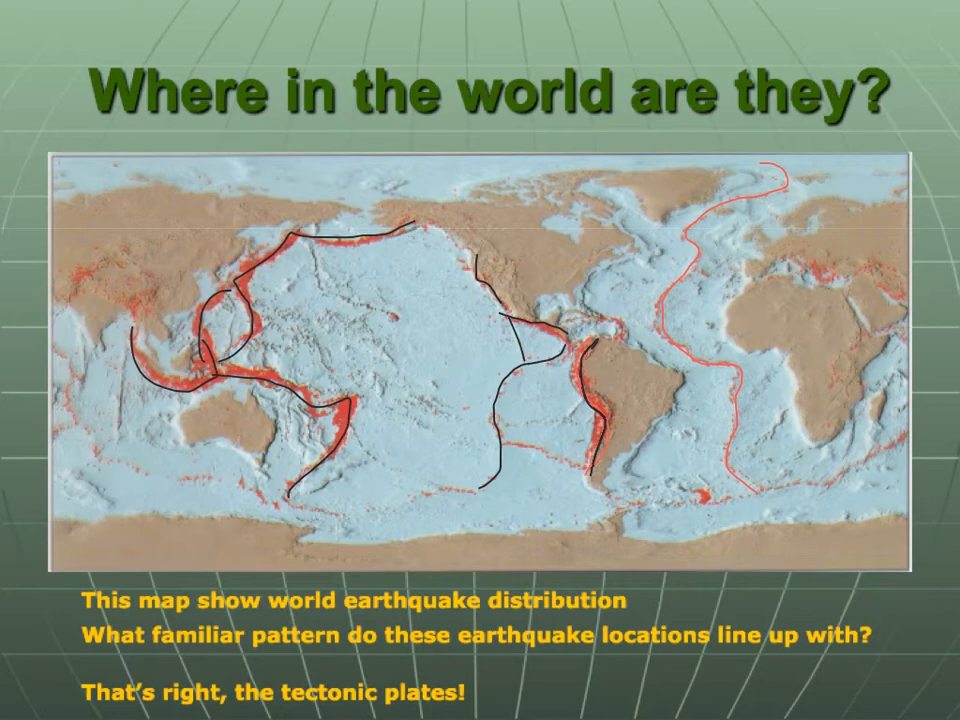 Where in the world are they?
This map show world earthquake distribution
What familiar pattern do these earthquake locations line up with?
That's right, the tectonic plates!